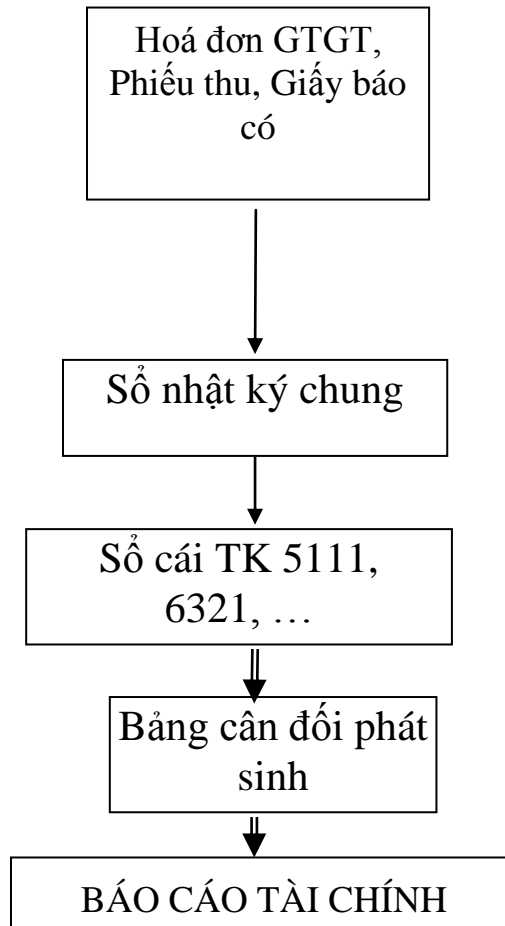 Hoá đơn GTGT,
Phiếu thu, Giấy báo
có
Sổ nhật ký chung
Sổ cái TK 5111,
6321, …
Bảng cân đối phát
sinh
BÁO CÁO TÀI CHÍNH